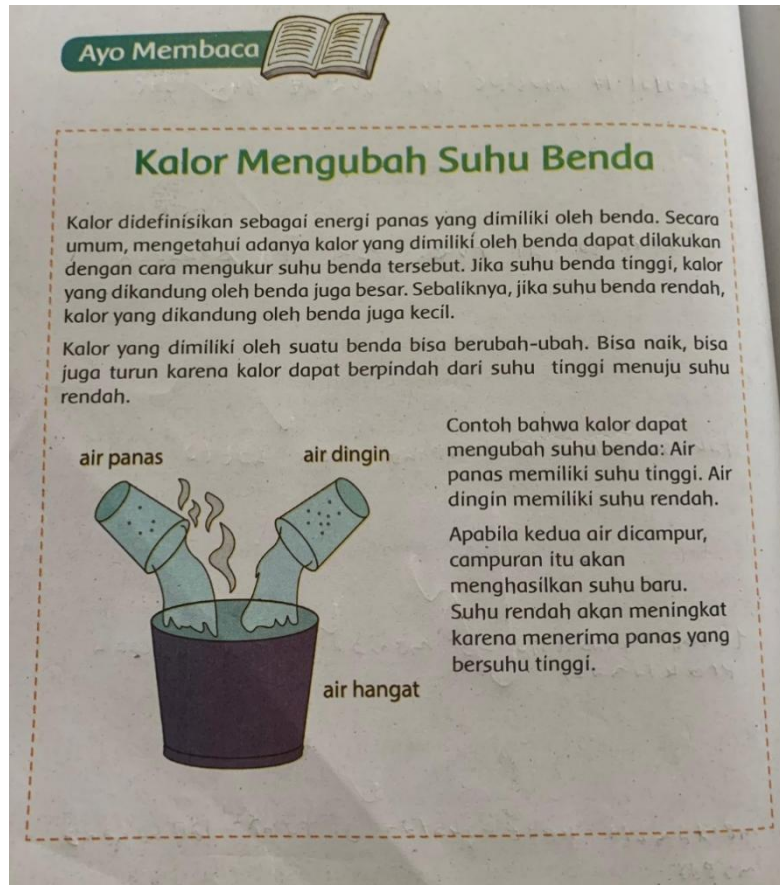 Ayo Membaca
Kalor Mengubah Suhu Benda
Kalor didefinisikan sebagai energi panas yang dimiliki oleh benda. Secara
umum, mengetahui adanya kalor yang dimiliki oleh benda dapat dilakukan
dengan cara mengukur suhu benda tersebut. Jika suhu benda tinggi, kalor
yang dikandung oleh benda juga besar. Sebaliknya, jika suhu benda rendah,
kalor yang dikandung oleh benda juga kecil.
Kalor yang dimiliki oleh suatu benda bisa berubah-ubah. Bisa naik, bisa
juga turun karena kalor dapat berpindah dari suhu tinggi menuju suhu
rendah.
air panas
air dingin
air hangat
Contoh bahwa kalor dapat
mengubah suhu benda: Air
panas memiliki suhu tinggi. Air
dingin memiliki suhu rendah.
Apabila kedua air dicampur,
campuran itu akan
menghasilkan suhu baru.
Suhu rendah akan meningkat
karena menerima panas yang
bersuhu tinggi.